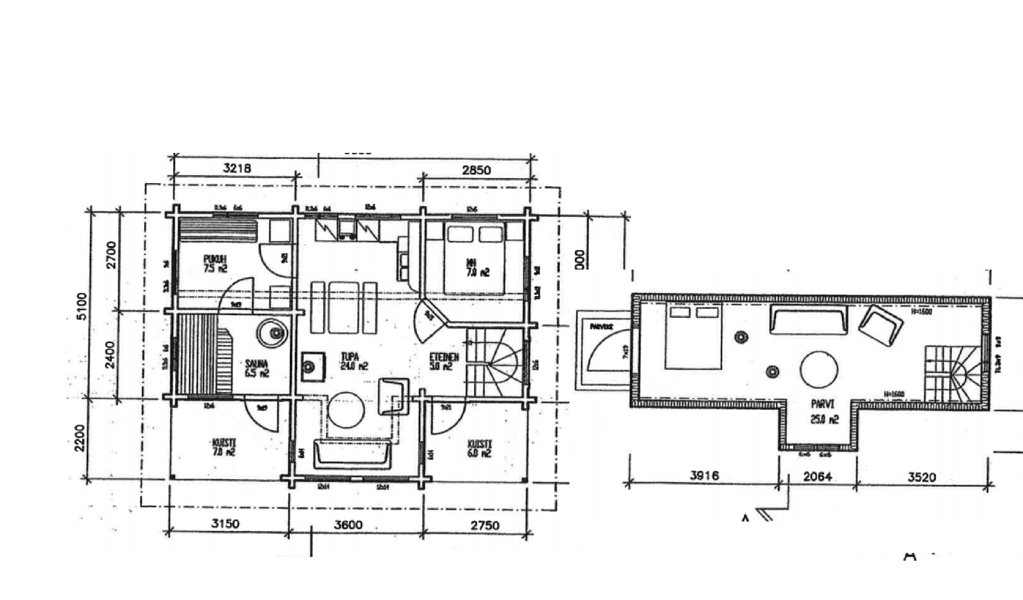 3218
2850
2700
5100
2400
2200
PUKUH
7.5 m2
MH
7.0 m2
SAUNA
6.5 m2
TUPA
24.0 m2
ETEINEN
5.0 m2
KUISTI
7.0 m2
KUISTI
6.0 m2
3150
3600
2750
000
PARVEKE
7x19
H=1600
H=1600
PARVI
25.0 m2
3916
2064
3520
A
A